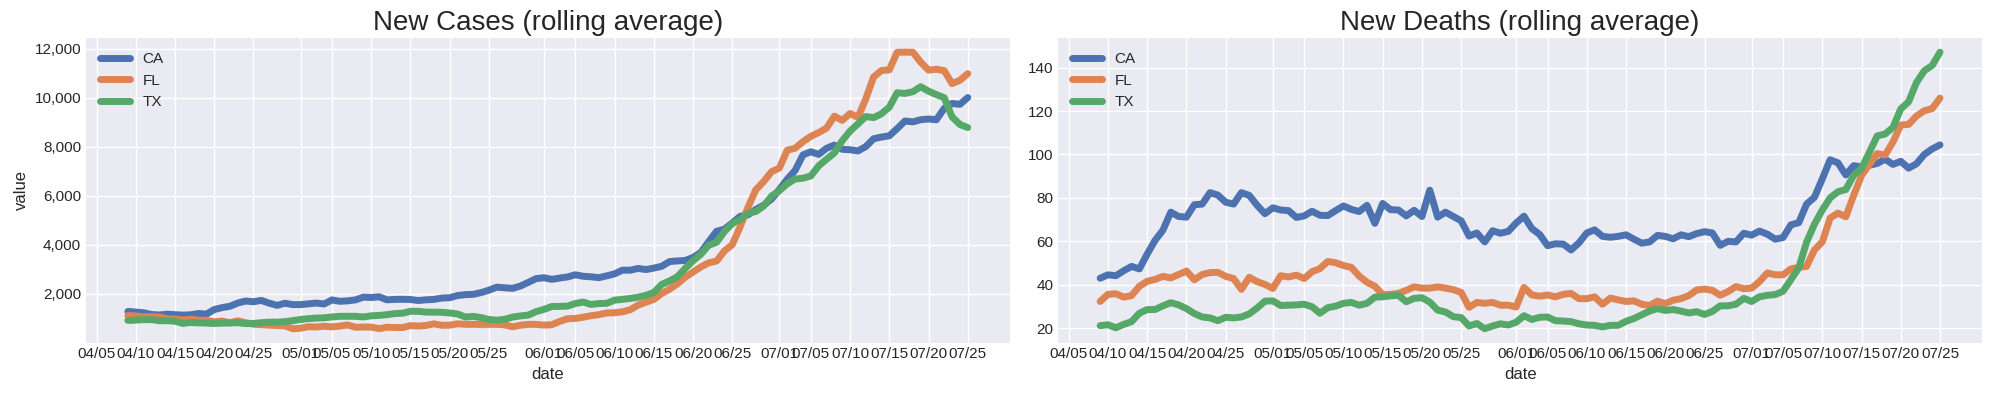 New Cases (rolling average)
12,000
10,000
8,000
6,000
4,000
2,000
value
CA
FL
TX
04/05 04/10 04/15 04/20 04/25 05/01 05/05 05/10 05/15 05/20 05/25 06/01 06/05 06/10 06/15 06/20 06/25 07/01 07/05 07/10 07/15 07/20 07/25
date
New Deaths (rolling average)
140
120
100
80
60
40
20
CA
FL
TX
04/05 04/10 04/15 04/20 04/25 05/01 05/05 05/10 05/15 05/20 05/25 06/01 06/05 06/10 06/15 06/20 06/25 07/01 07/05 07/10 07/15 07/20 07/25
date